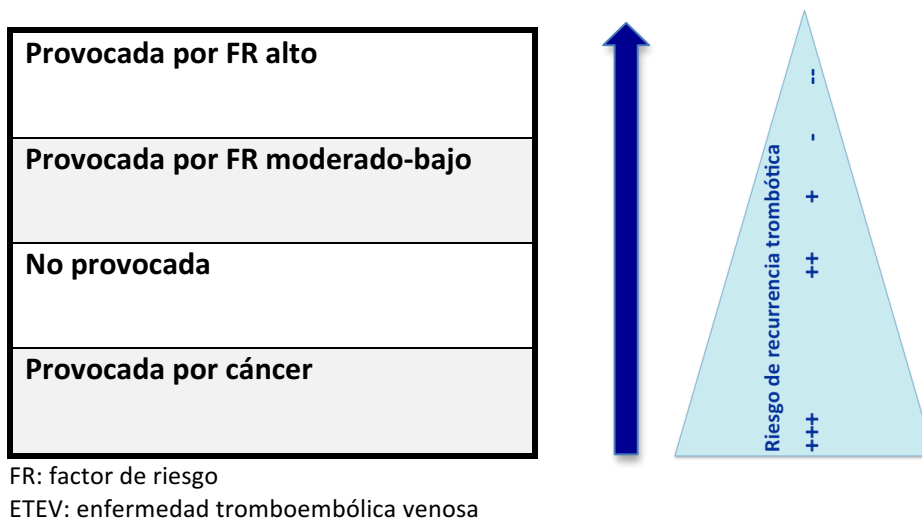 Provocada por FR alto
Provocada por FR moderado-bajo
No provocada
Provocada por cáncer
FR: factor de riesgo
ETEV: enfermedad tromboembólica venosa
Riesgo de recurrencia trombótica
--
-
+
++
+++